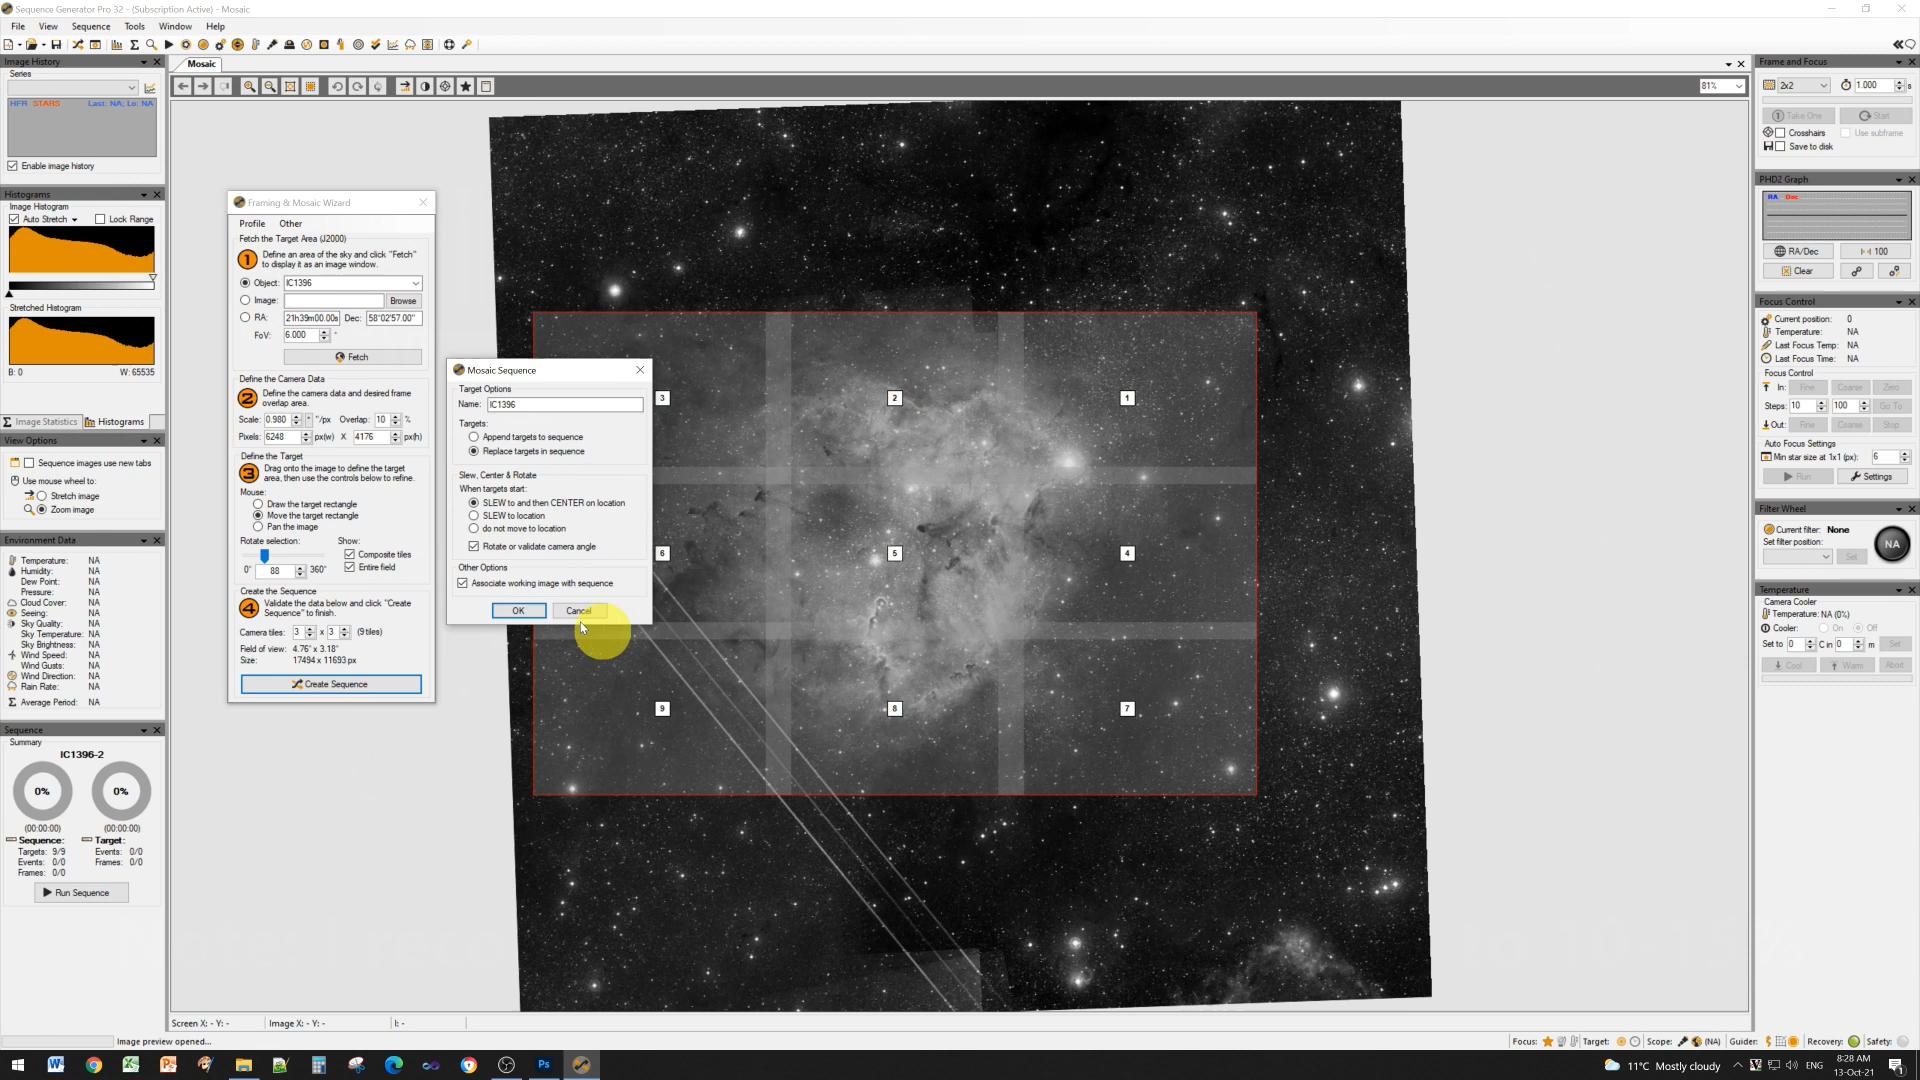 Sequence Generator Pro 32 - (Subscription Active) - Mosaic
File View Sequence Tools Window Help
Image History
Series
HFR STARS Last: NA; Lo: NA
Enable image history
Histograms
Image Histogram
Auto Stretch Lock Range
Stretched Histogram
B: 0 W: 65535
Image Statistics Histograms
View Options
Sequence images use new tabs
Use mouse wheel to:
Stretch image
Zoom image
Environment Data
Temperature: NA
Humidity: NA
Dew Point: NA
Pressure: NA
Cloud Cover: NA
Seeing: NA
Sky Quality: NA
Sky Temperature: NA
Sky Brightness: NA
Wind Speed: NA
Wind Gusts: NA
Wind Direction: NA
Rain Rate: NA
Average Period: NA
Sequence
Summary
IC1396-2
0% 0%
(00:00:00) (00:00:00)
Sequence: Target:
Targets: 9/9 Events: 0/0
Events: 0/0 Frames: 0/0
Frames: 0/0
Run Sequence
Mosaic
81%
Framing & Mosaic Wizard
Profile Other
Fetch the Target Area (J2000)
1 Define an area of the sky and click "Fetch"
to display it as an image window.
Object: IC1396
Image: Browse
RA: 21h39m00.00s Dec: 58°02'57.00"
FoV: 6.000 °
Fetch
Define the Camera Data
2 Define the camera data and desired frame
overlap area.
Scale: 0.980 "/px Overlap: 10 %
Pixels: 6248 px(w) X 4176 px(h)
Define the Target
3 Drag onto the image to define the target
area, then use the controls below to refine.
Mouse:
Draw the target rectangle
Move the target rectangle
Pan the image
Rotate selection: Show:
Composite tiles
0° 88 360° Entire field
Create the Sequence
4 Validate the data below and click "Create
Sequence" to finish.
Camera tiles: 3 x 3 (9 tiles)
Field of view: 4.76° x 3.18°
Size: 17494 x 11693 px
Create Sequence
Mosaic Sequence
Target Options
Name: IC1396
Targets:
Append targets to sequence
Replace targets in sequence
Slew, Center & Rotate
When targets start:
SLEW to and then CENTER on location
SLEW to location
do not move to location
Rotate or validate camera angle
Other Options
Associate working image with sequence
OK Cancel
3 2 1
6 5 4
9 8 7
Frame and Focus
2x2 1.000 s
Take One Start
Crosshairs Use subframe
Save to disk
PHD2 Graph
RA Dec
RA/Dec 100
Clear
Focus Control
Current position: 0
Temperature: NA
Last Focus Temp: NA
Last Focus Time: NA
Focus Control
In: Fine Coarse Zero
Steps: 10 100 Go To
Out: Fine Coarse Stop
Auto Focus Settings
Min star size at 1x1 (px): 6
Run Settings
Filter Wheel
Current filter: None
Set filter position:
Set
NA
Temperature
Camera Cooler
Temperature: NA (0%)
Cooler: On Off
Set to 0 C in 0 m Set
Cool Warm Abort
Screen X: - Y: - Image X: - Y: - I: -
Image preview opened...
Focus: Target: Scope: (NA) Guider: Recovery: Safety:
11°C Mostly cloudy ENG
8:28 AM
13-Oct-21